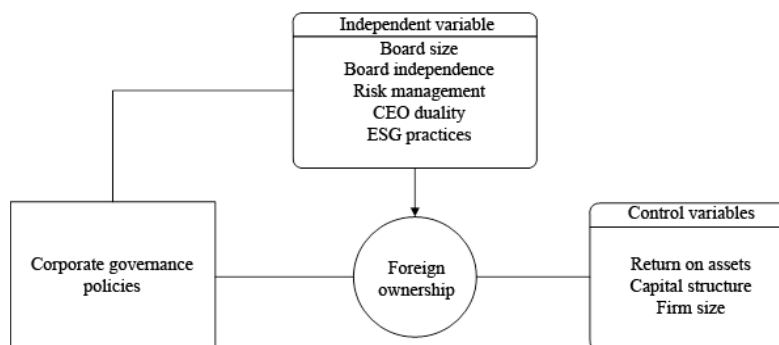 Independent variable
Board size
Board independence
Risk management
CEO duality
ESG practices
Corporate governance
policies
Foreign
ownership
Control variables
Return on assets
Capital structure
Firm size